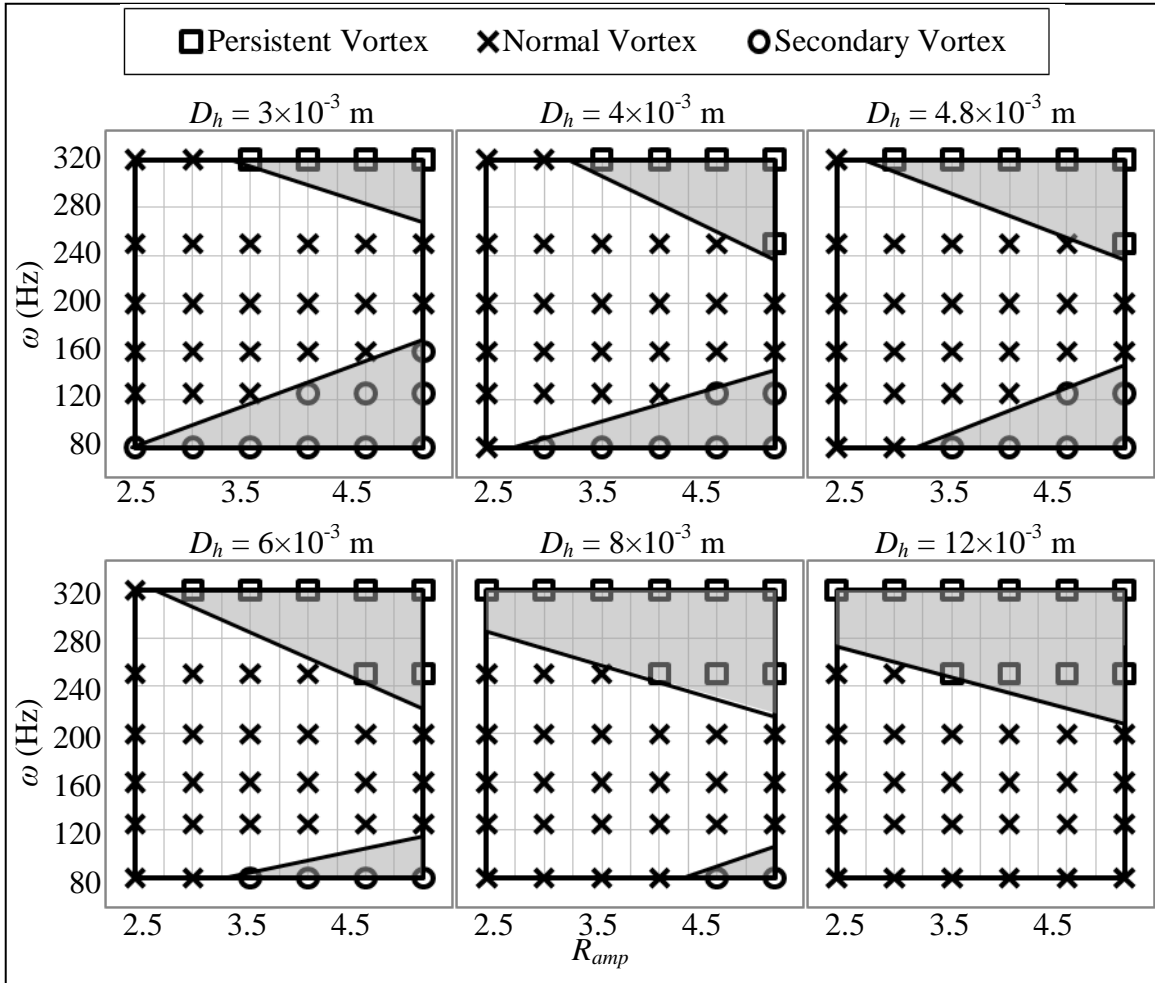 Persistent Vortex Normal Vortex Secondary Vortex
D_h = 3×10⁻³ m D_h = 4×10⁻³ m D_h = 4.8×10⁻³ m
320
280
240
200
160
120
80
ω (Hz)
2.5 3.5 4.5 2.5 3.5 4.5 2.5 3.5 4.5
D_h = 6×10⁻³ m D_h = 8×10⁻³ m D_h = 12×10⁻³ m
320
280
240
200
160
120
80
ω (Hz)
2.5 3.5 4.5 2.5 3.5 4.5 2.5 3.5 4.5
R_amp